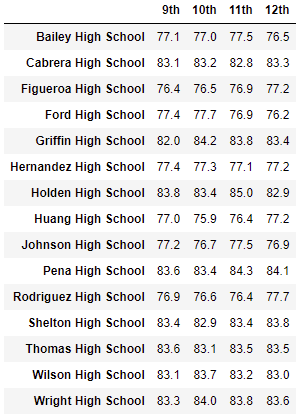 9th 10th 11th 12th
Bailey High School 77.1 77.0 77.5 76.5
Cabrera High School 83.1 83.2 82.8 83.3
Figueroa High School 76.4 76.5 76.9 77.2
Ford High School 77.4 77.7 76.9 76.2
Griffin High School 82.0 84.2 83.8 83.4
Hernandez High School 77.4 77.3 77.1 77.2
Holden High School 83.8 83.4 85.0 82.9
Huang High School 77.0 75.9 76.4 77.2
Johnson High School 77.2 76.7 77.5 76.9
Pena High School 83.6 83.4 84.3 84.1
Rodriguez High School 76.9 76.6 76.4 77.7
Shelton High School 83.4 82.9 83.4 83.8
Thomas High School 83.6 83.1 83.5 83.5
Wilson High School 83.1 83.7 83.2 83.0
Wright High School 83.3 84.0 83.8 83.6